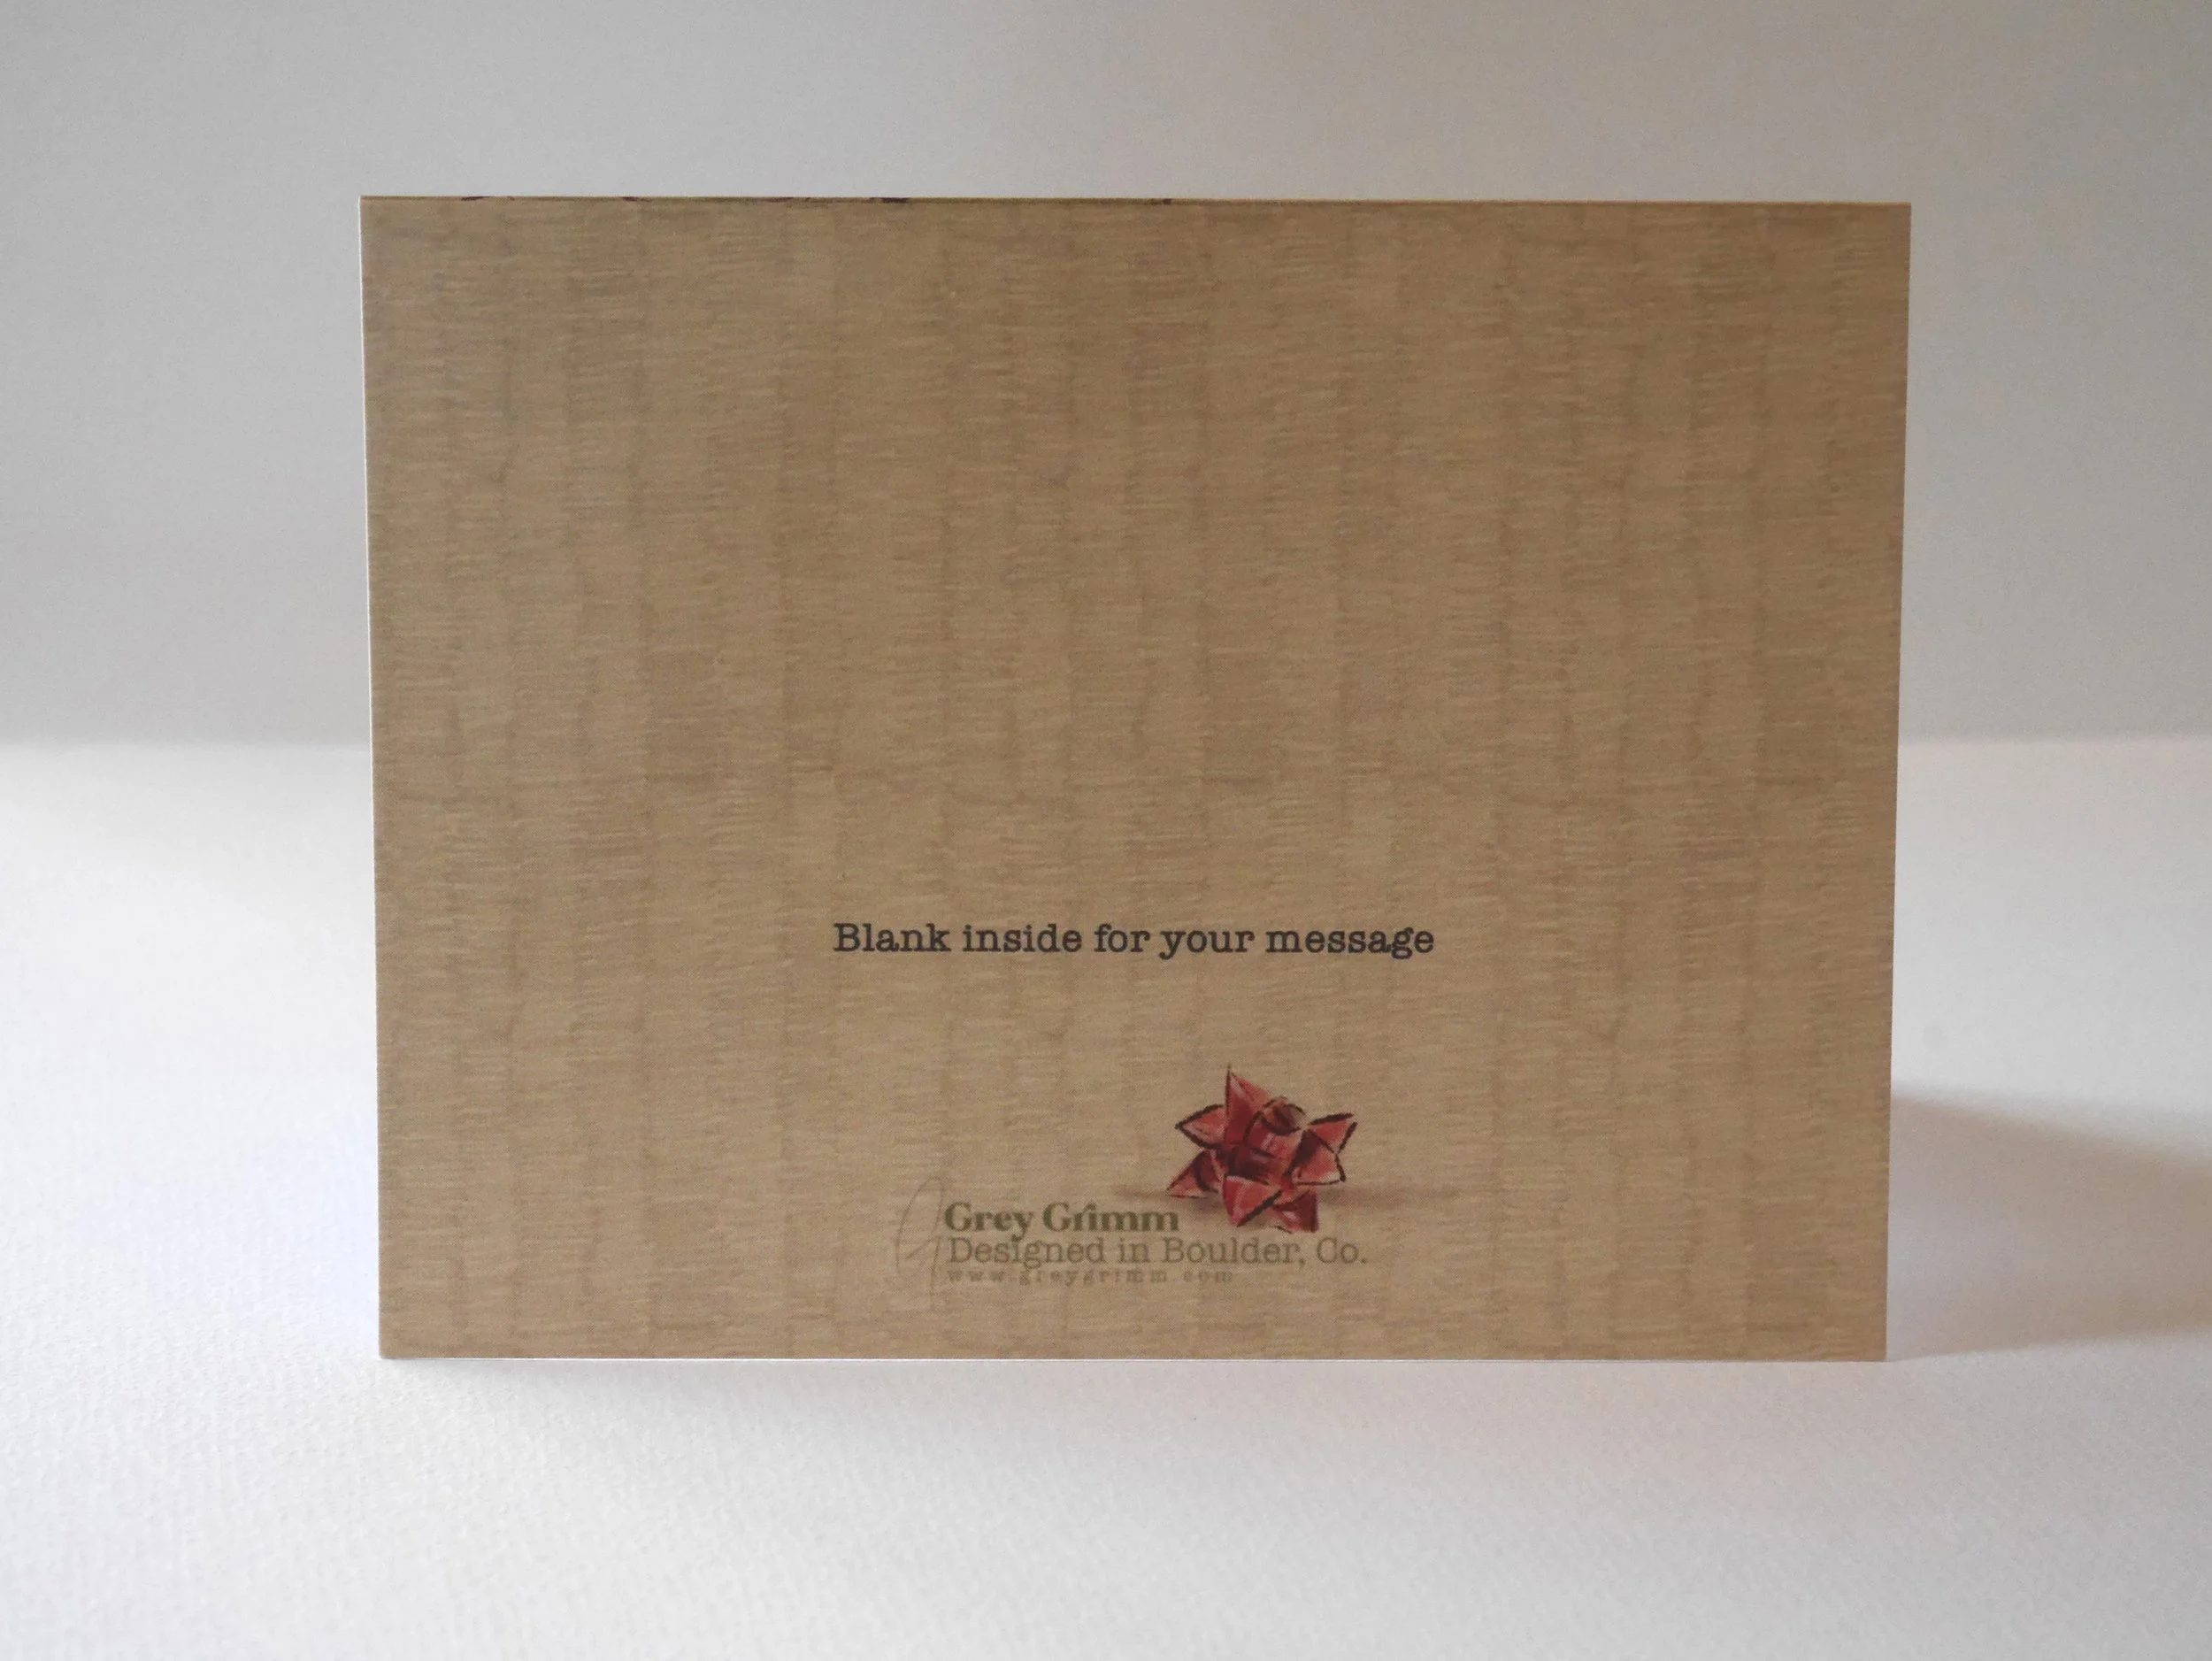 Blank inside for your message
Grey Grimm
Designed in Boulder, Co.
www.greygrimm.com